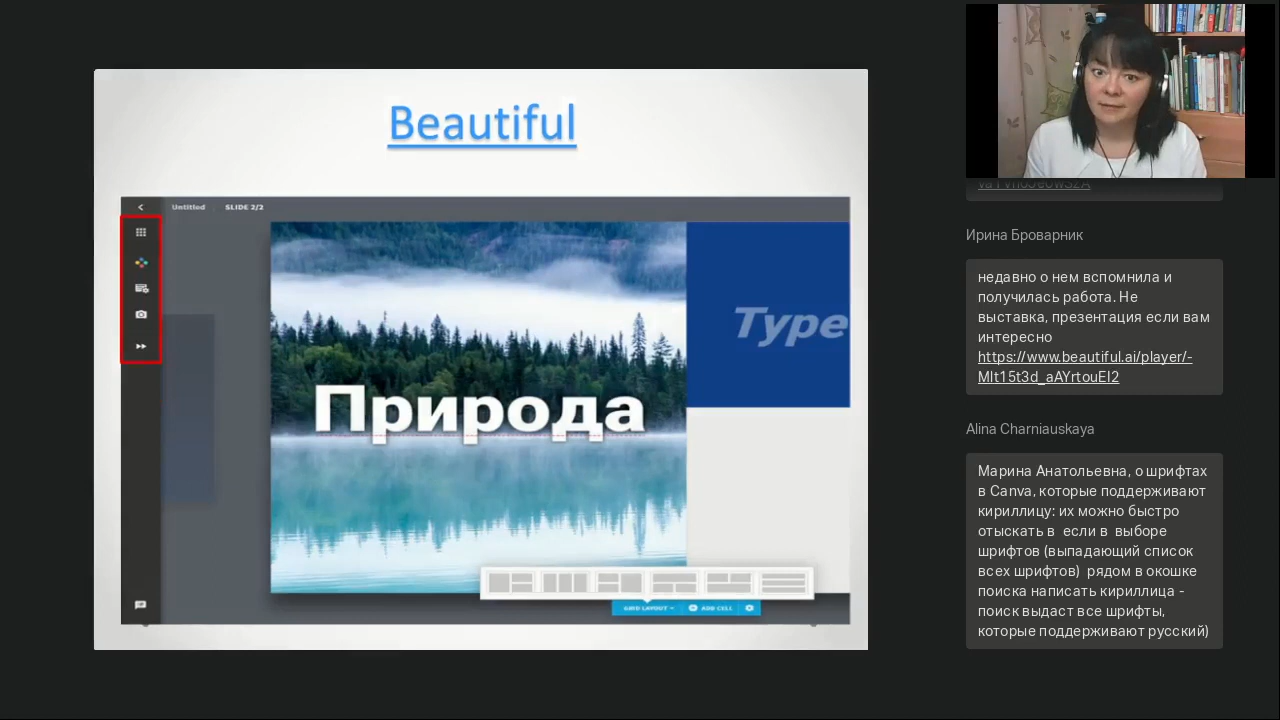 Beautiful
Untitled
SLIDE 2/2
Type
Природа
GRID LAYOUT
ADD CELL
Ирина Броварник
недавно о нем вспомнила и
получилась работа. Не
выставка, презентация если вам
интересно
https://www.beautiful.ai/player/-
Mlt15t3d_aAYrtouEI2
Alina Charniauskaya
Марина Анатольевна, о шрифтах
в Canva, которые поддерживают
кириллицу: их можно быстро
отыскать в  если в  выборе
шрифтов (выпадающий список
всех шрифтов)  рядом в окошке
поиска написать кириллица -
поиск выдаст все шрифты,
которые поддерживают русский)